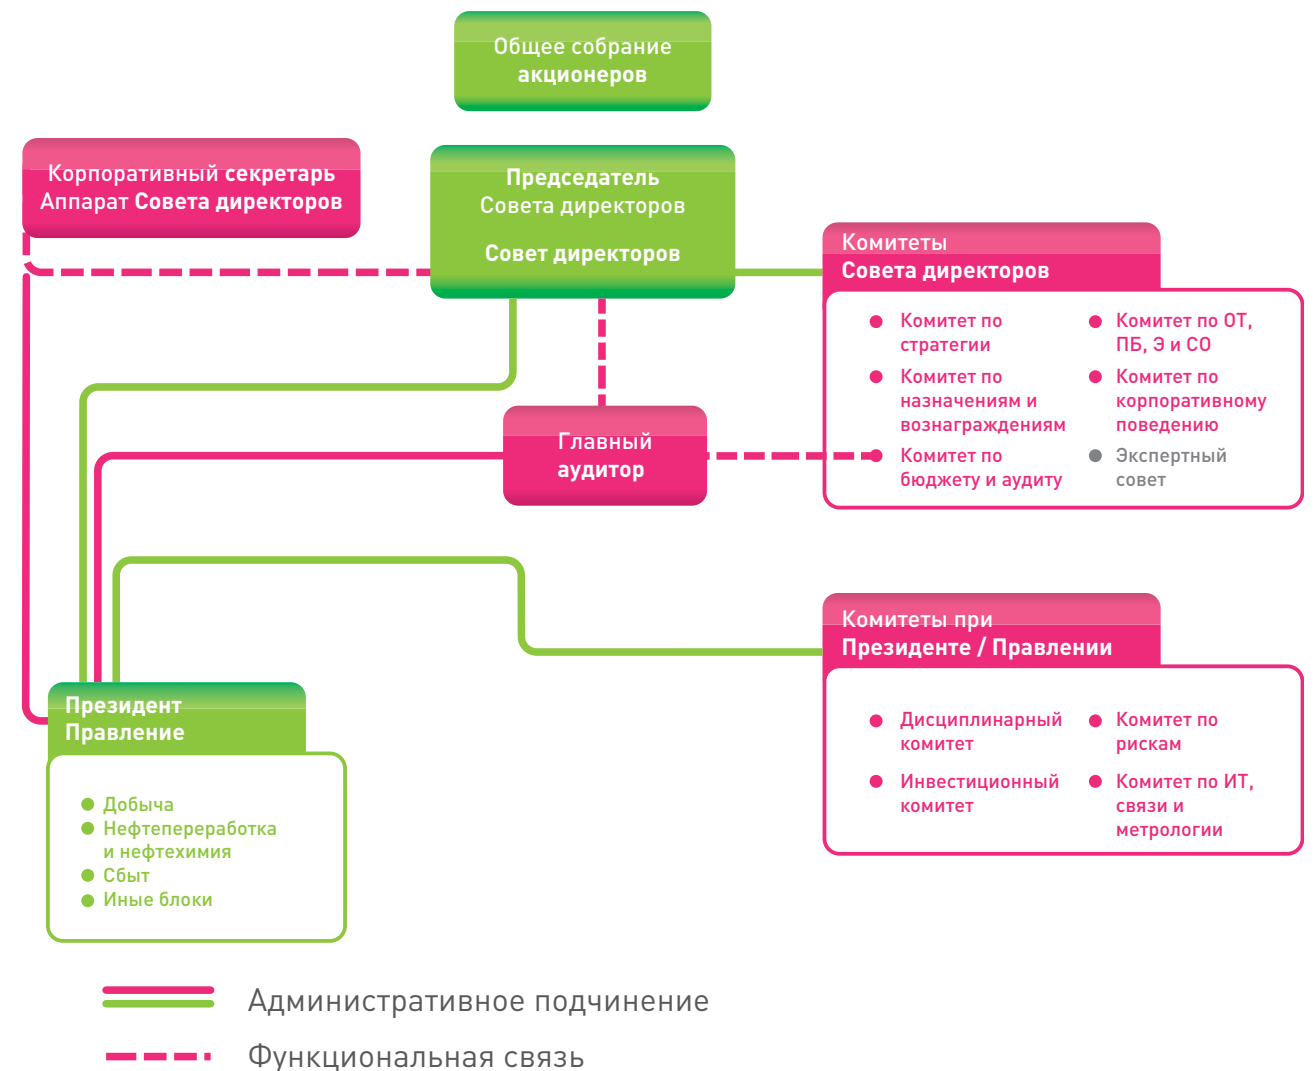 Общее собрание
акционеров
Корпоративный секретарь
Аппарат Совета директоров
Председатель
Совета директоров
Совет директоров
Комитеты
Совета директоров
Комитет по
стратегии
Комитет по
назначениям и
вознаграждениям
Комитет по
бюджету и аудиту
Комитет по ОТ,
ПБ, Э и СО
Комитет по
корпоративному
поведению
Экспертный
совет
Главный
аудитор
Комитеты при
Президенте / Правлении
Дисциплинарный
комитет
Инвестиционный
комитет
Комитет по
рискам
Комитет по ИТ,
связи и
метрологии
Президент
Правление
Добыча
Нефтепереработка
и нефтехимия
Сбыт
Иные блоки
Административное подчинение
Функциональная связь